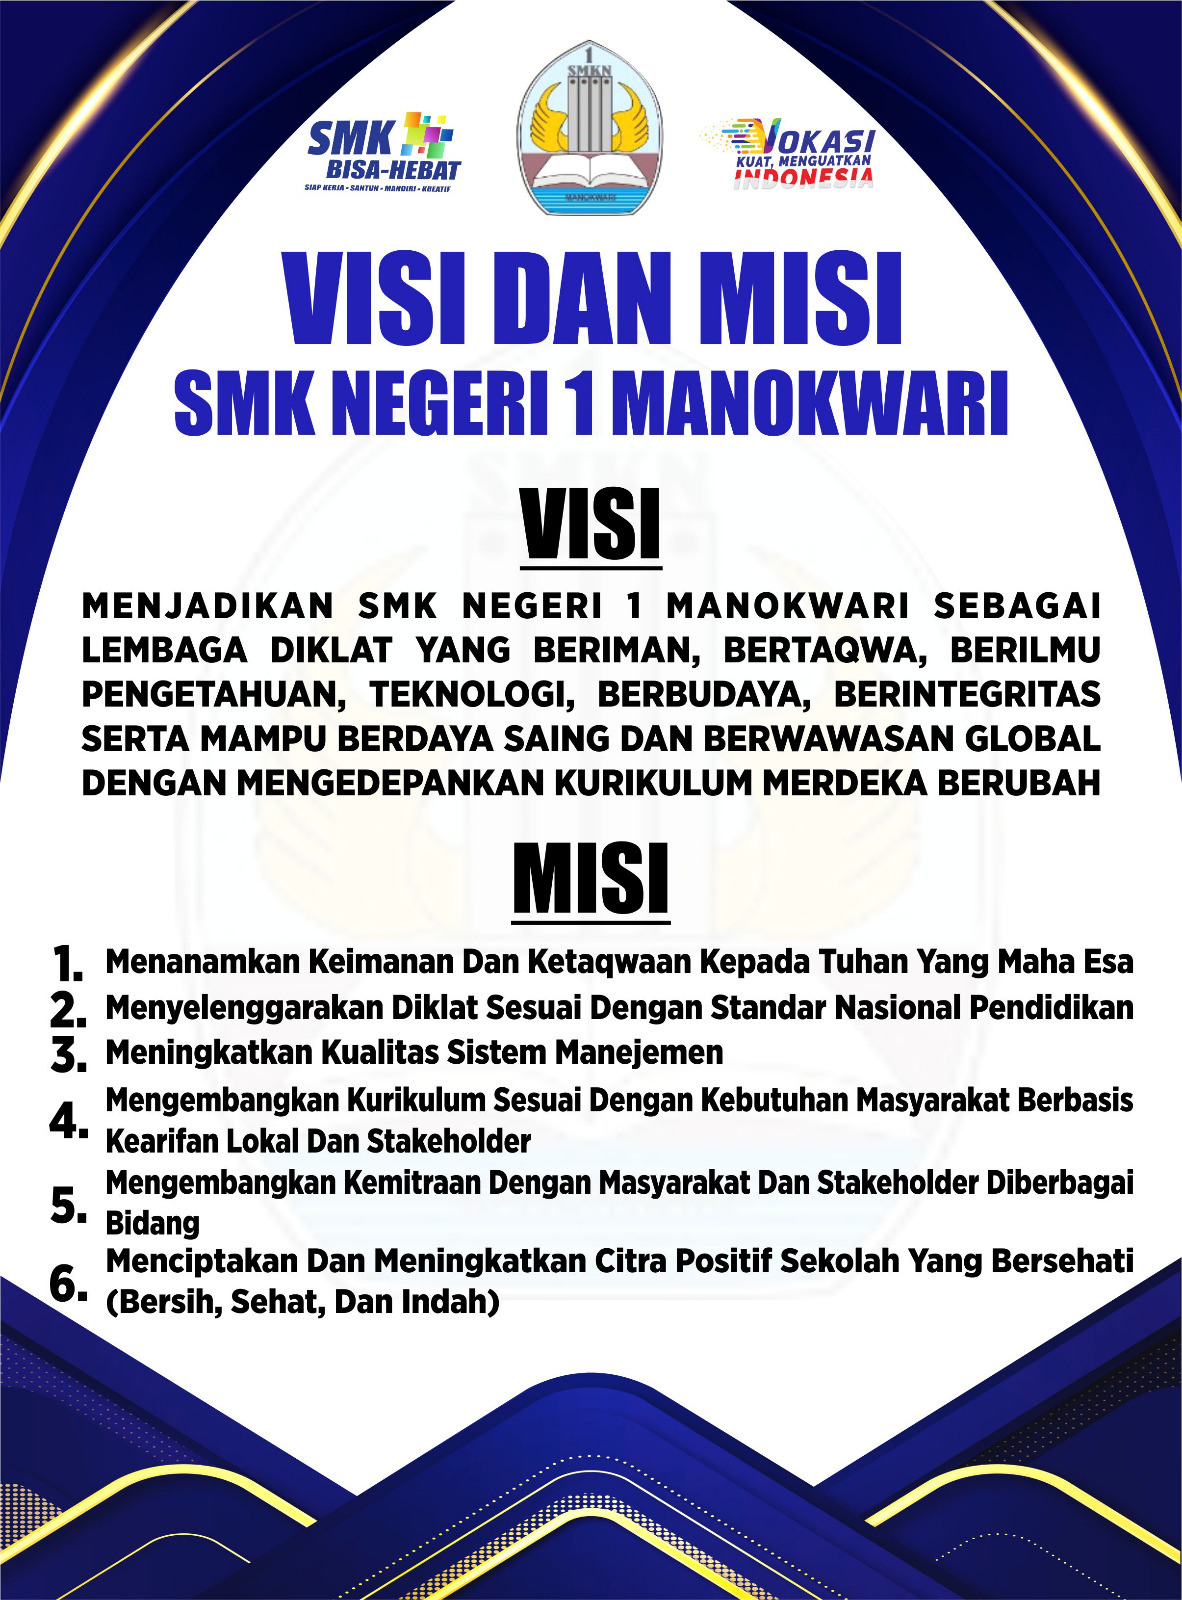 SMK
BISA-HEBAT
SIAP KERJA • SANTUN • MANDIRI • KREATIF
1
SMKN
MANOKWARI
VOKASI
KUAT, MENGUATKAN
INDONESIA
VISI DAN MISI
SMK NEGERI 1 MANOKWARI
VISI
MENJADIKAN SMK NEGERI 1 MANOKWARI SEBAGAI
LEMBAGA DIKLAT YANG BERIMAN, BERTAQWA, BERILMU
PENGETAHUAN, TEKNOLOGI, BERBUDAYA, BERINTEGRITAS
SERTA MAMPU BERDAYA SAING DAN BERWAWASAN GLOBAL
DENGAN MENGEDEPANKAN KURIKULUM MERDEKA BERUBAH
MISI
1. Menanamkan Keimanan Dan Ketaqwaan Kepada Tuhan Yang Maha Esa
2. Menyelenggarakan Diklat Sesuai Dengan Standar Nasional Pendidikan
3. Meningkatkan Kualitas Sistem Manejemen
4. Mengembangkan Kurikulum Sesuai Dengan Kebutuhan Masyarakat Berbasis
Kearifan Lokal Dan Stakeholder
5. Mengembangkan Kemitraan Dengan Masyarakat Dan Stakeholder Diberbagai
Bidang
6. Menciptakan Dan Meningkatkan Citra Positif Sekolah Yang Bersehati
(Bersih, Sehat, Dan Indah)